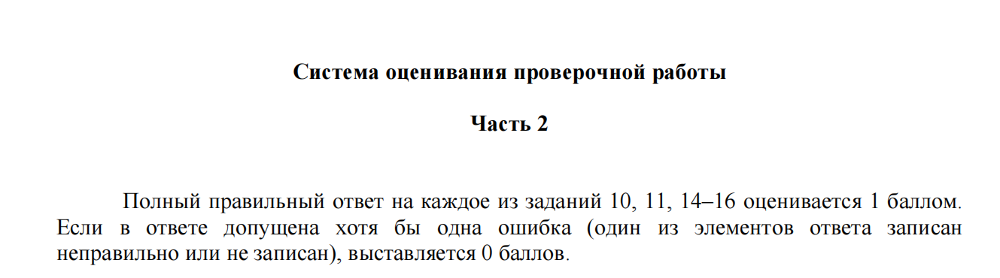 Система оценивания проверочной работы
Часть 2
Полный правильный ответ на каждое из заданий 10, 11, 14–16 оценивается 1 баллом.
Если в ответе допущена хотя бы одна ошибка (один из элементов ответа записан
неправильно или не записан), выставляется 0 баллов.